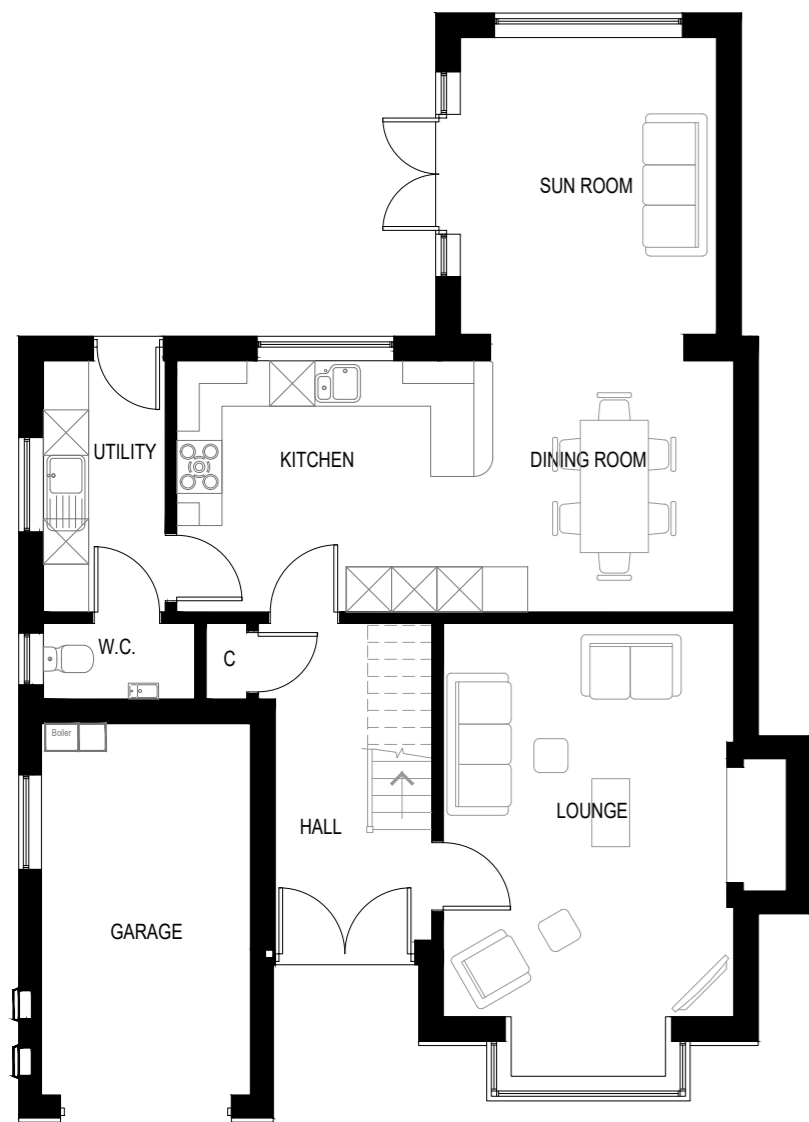 SUN ROOM
UTILITY
KITCHEN
DINING ROOM
W.C.
C
Boiler
HALL
LOUNGE
GARAGE